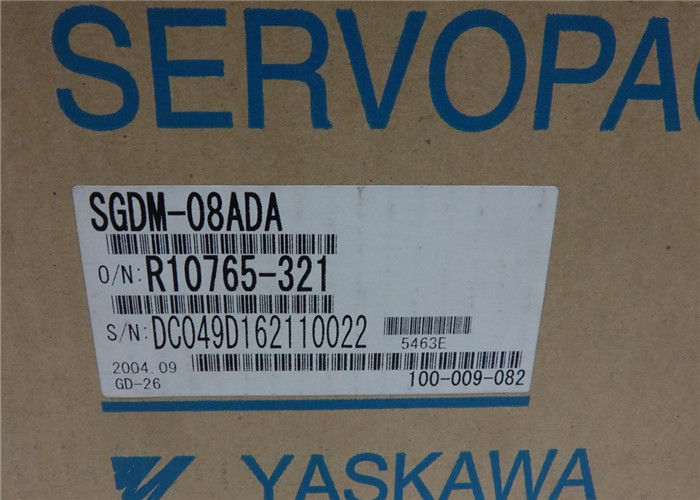 SERVOPAC
SGDM-08ADA
O/N: R10765-321
S/N: DC049D162110022
5463E
2004.09
GD-26
100-009-082
YASKAWA